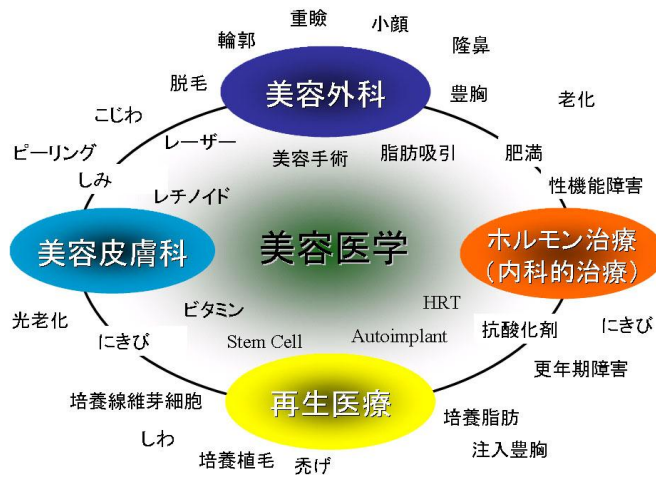 重瞼
小顔
輪郭
隆鼻
脱毛
美容外科
豊胸
老化
こじわ
ピーリング
レーザー
美容手術
脂肪吸引
肥満
しみ
レチノイド
性機能障害
美容皮膚科
美容医学
ホルモン治療
(内科的治療)
ビタミン
HRT
光老化
にきび
Stem Cell
Autoimplant
抗酸化剤
にきび
更年期障害
培養線維芽細胞
再生医療
培養脂肪
しわ
培養植毛
禿げ
注入豊胸